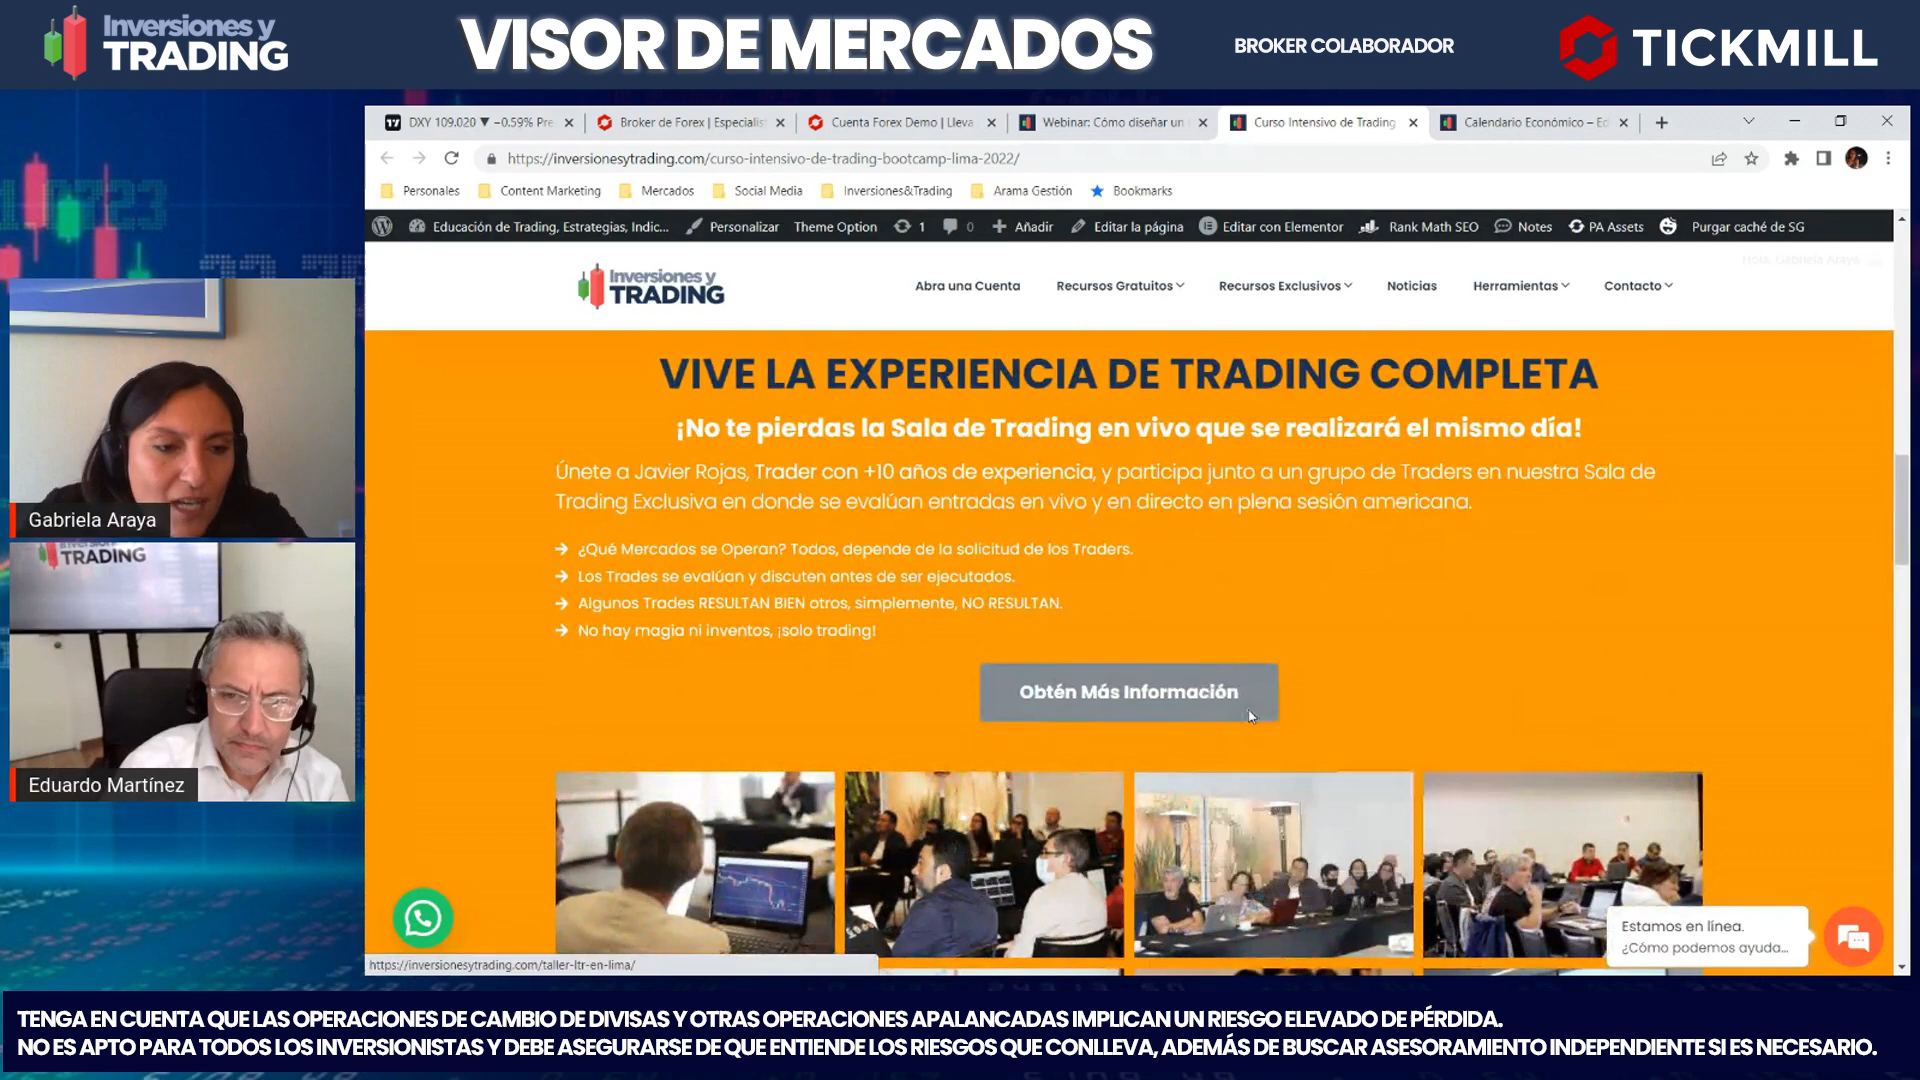 Inversiones y
TRADING
VISOR DE MERCADOS
BROKER COLABORADOR
TICKMILL
DXY 109.020 ▼ −0.59% Pre
Broker de Forex | Especialist
Cuenta Forex Demo | Lleva
Webinar: Cómo diseñar un
Curso Intensivo de Trading
Calendario Económico – Ed
https://inversionesytrading.com/curso-intensivo-de-trading-bootcamp-lima-2022/
Personales
Content Marketing
Mercados
Social Media
Inversiones&Trading
Arama Gestión
Bookmarks
Educación de Trading, Estrategias, Indic...
Personalizar
Theme Option
1
0
Añadir
Editar la página
Editar con Elementor
Rank Math SEO
Notes
PA Assets
Purgar caché de SG
Hola, Gabriela Araya
Inversiones y
TRADING
Abra una Cuenta
Recursos Gratuitos
Recursos Exclusivos
Noticias
Herramientas
Contacto
VIVE LA EXPERIENCIA DE TRADING COMPLETA
¡No te pierdas la Sala de Trading en vivo que se realizará el mismo día!
Únete a Javier Rojas, Trader con +10 años de experiencia, y participa junto a un grupo de Traders en nuestra Sala de
Trading Exclusiva en donde se evalúan entradas en vivo y en directo en plena sesión americana.
→ ¿Qué Mercados se Operan? Todos, depende de la solicitud de los Traders.
→ Los Trades se evalúan y discuten antes de ser ejecutados.
→ Algunos Trades RESULTAN BIEN otros, simplemente, NO RESULTAN.
→ No hay magia ni inventos, ¡solo trading!
Obtén Más Información
Gabriela Araya
TRADING
Eduardo Martínez
Estamos en línea.
¿Cómo podemos ayuda...
https://inversionesytrading.com/taller-ltr-en-lima/
TENGA EN CUENTA QUE LAS OPERACIONES DE CAMBIO DE DIVISAS Y OTRAS OPERACIONES APALANCADAS IMPLICAN UN RIESGO ELEVADO DE PÉRDIDA.
NO ES APTO PARA TODOS LOS INVERSIONISTAS Y DEBE ASEGURARSE DE QUE ENTIENDE LOS RIESGOS QUE CONLLEVA, ADEMÁS DE BUSCAR ASESORAMIENTO INDEPENDIENTE SI ES NECESARIO.